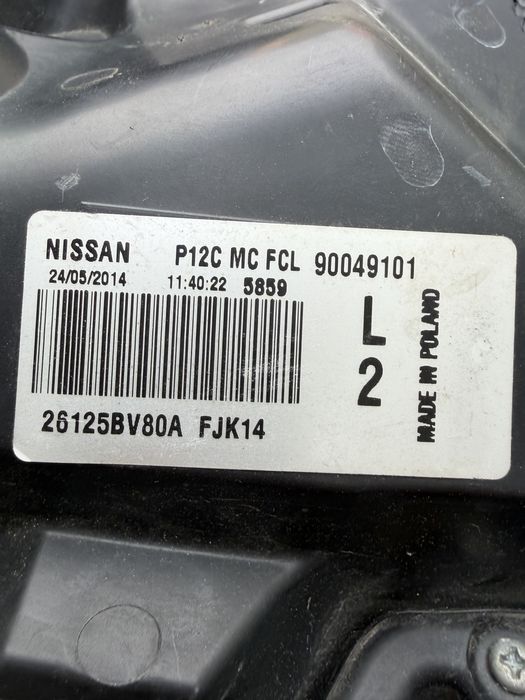 NISSAN P12C MC FCL 90049101
24/05/2014 11:40:22 5859
L
2
MADE IN POLAND
26125BV80A FJK14